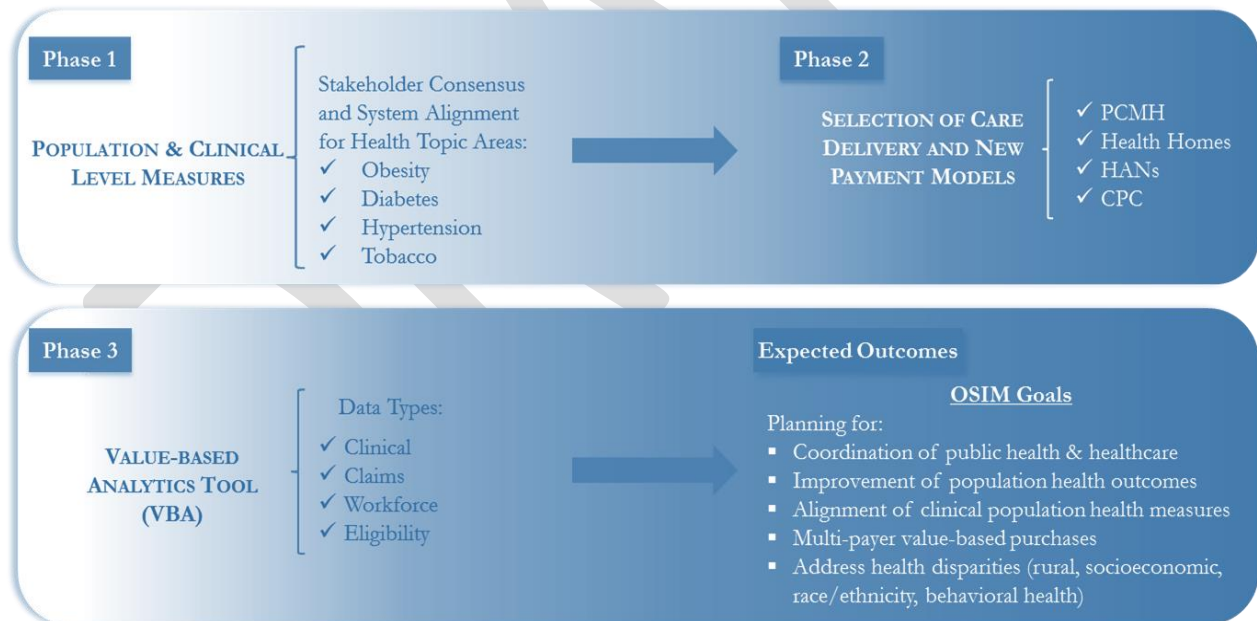 Phase 1
POPULATION & CLINICAL
LEVEL MEASURES
Stakeholder Consensus
and System Alignment
for Health Topic Areas:
✓ Obesity
✓ Diabetes
✓ Hypertension
✓ Tobacco
Phase 2
SELECTION OF CARE
DELIVERY AND NEW
PAYMENT MODELS
✓ PCMH
✓ Health Homes
✓ HANs
✓ CPC
Phase 3
VALUE-BASED
ANALYTICS TOOL
(VBA)
Data Types:
✓ Clinical
✓ Claims
✓ Workforce
✓ Eligibility
Expected Outcomes
OSIM Goals
Planning for:
▪ Coordination of public health & healthcare
▪ Improvement of population health outcomes
▪ Alignment of clinical population health measures
▪ Multi-payer value-based purchases
▪ Address health disparities (rural, socioeconomic,
race/ethnicity, behavioral health)